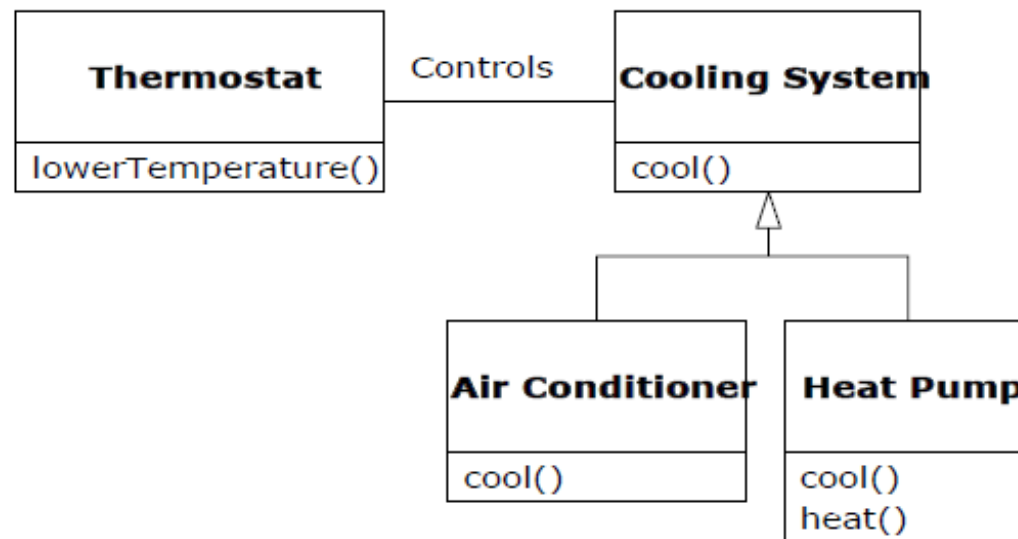 Thermostat
Controls
Cooling System
lowerTemperature()
cool()
Air Conditioner
Heat Pump
cool()
cool()
heat()